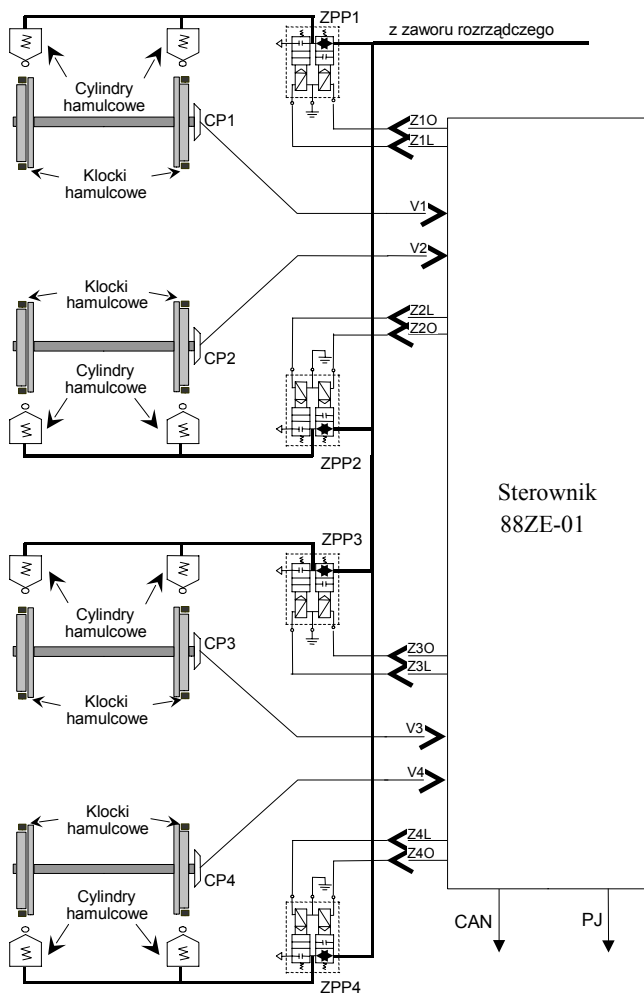 ZPP1
z zaworu rozrządczego
Cylindry
hamulcowe
CP1
Z1O
Z1L
Klocki
hamulcowe
V1
V2
Klocki
hamulcowe
Z2L
Z2O
CP2
Cylindry
hamulcowe
ZPP2
Sterownik
88ZE-01
ZPP3
Cylindry
hamulcowe
CP3
Z3O
Z3L
Klocki
hamulcowe
V3
V4
Klocki
hamulcowe
Z4L
Z4O
CP4
Cylindry
hamulcowe
CAN
PJ
ZPP4